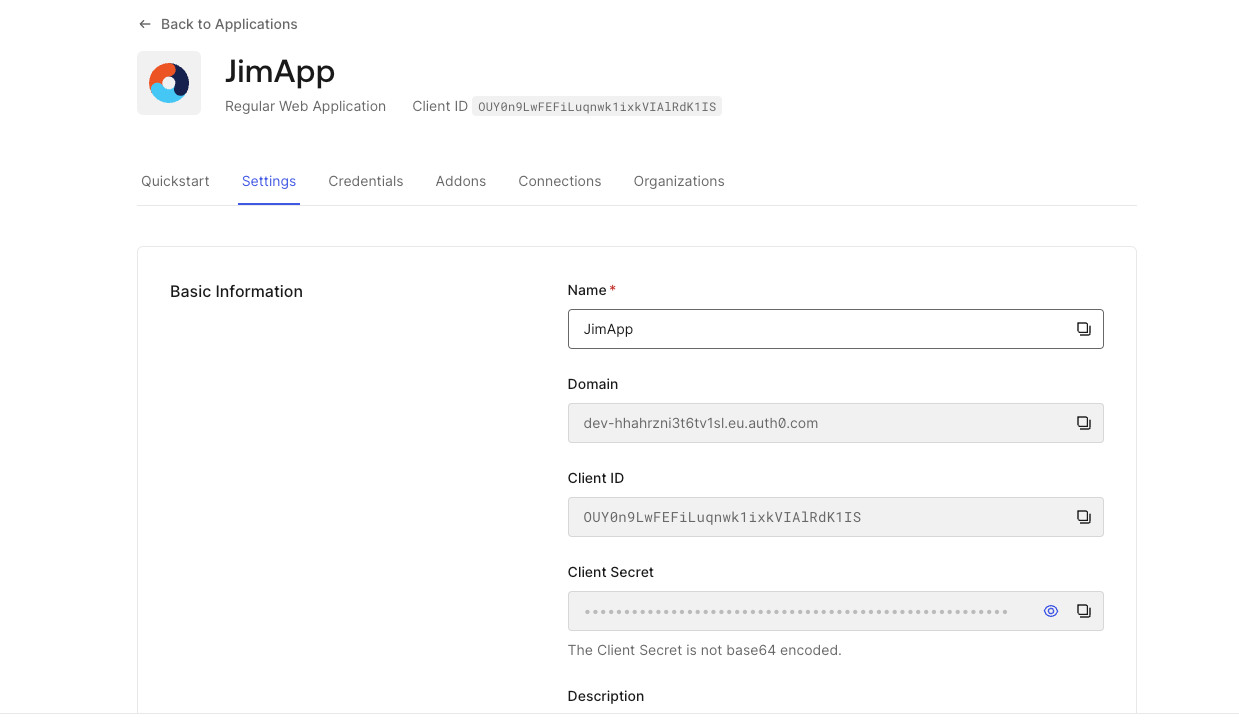 Back to Applications
JimApp
Regular Web Application Client ID OUY0n9LwFEFiLuqnwk1ixkVIAlRdK1IS
Quickstart Settings Credentials Addons Connections Organizations
Basic Information
Name*
JimApp
Domain
dev-hhahrzni3t6tv1sl.eu.auth0.com
Client ID
OUY0n9LwFEFiLuqnwk1ixkVIAlRdK1IS
Client Secret
The Client Secret is not base64 encoded.
Description